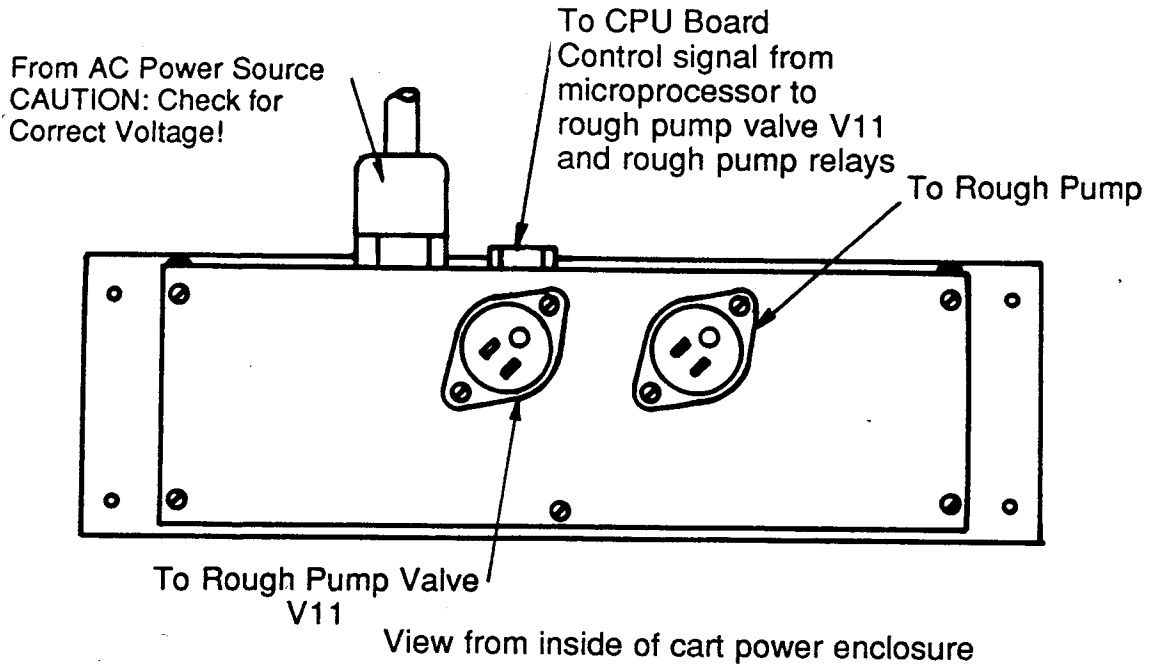 To CPU Board
Control signal from
microprocessor to
rough pump valve V11
and rough pump relays
From AC Power Source
CAUTION: Check for
Correct Voltage!
To Rough Pump
To Rough Pump Valve
V11
View from inside of cart power enclosure